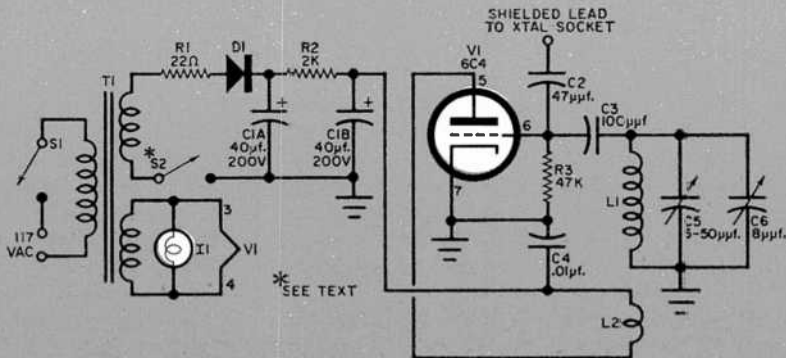 SHIELDED LEAD
TO XTAL SOCKET
T1
R1
22Ω
D1
R2
2K
V1
6C4
5
C2
47μμf.
C3
100μμf
S1
*
S2
+
C1A
40μf.
200V
+
C1B
40μf.
200V
6
7
R3
47K
L1
C5
5-50μμf.
C6
8μμf.
117
VAC
I1
3
V1
4
*SEE TEXT
C4
.01μf.
L2